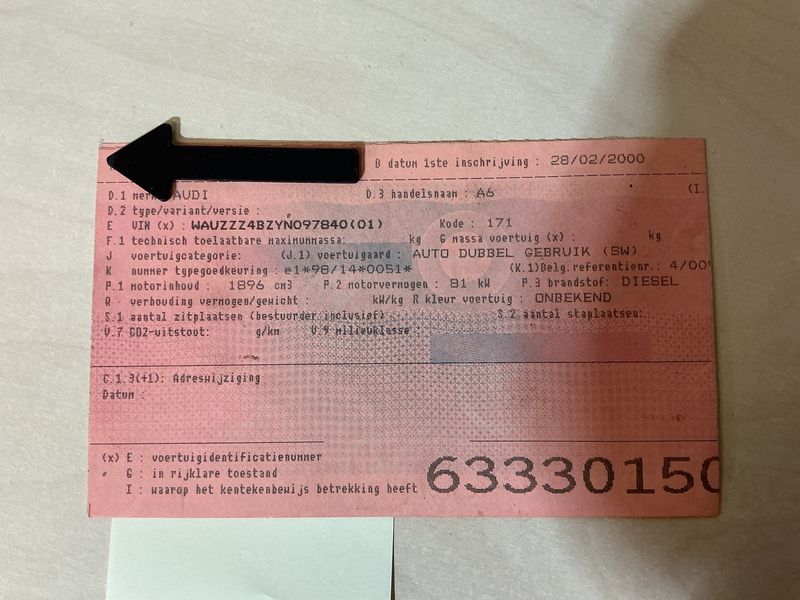 B datum 1ste inschrijving : 28/02/2000
D.1 merk AUDI D.3 handelsnaam : A6 (I.
D.2 type/variant/versie :
E VIN (x) : WAUZZZ4BZYN097840(01) Kode : 171
F.1 technisch toelaatbare maximummassa: kg G massa voertuig (x) : kg
J voertuigcategorie: (J.1) voertuigaard : AUTO DUBBEL GEBRUIK (SW)
K nummer typegoedkeuring : e1*98/14*0051* (K.1)Belg.referentienr.: 4/009
P.1 motorinhoud : 1896 cm3 P.2 motorvermogen : 81 kW P.3 brandstof: DIESEL
Q verhouding vermogen/gewicht : kW/kg R kleur voertuig : ONBEKEND
S.1 aantal zitplaatsen (bestuurder inclusief) : S.2 aantal staplaatsen:
V.7 CO2-uitstoot: g/km V.9 milieuklasse
C.1.3(+1): Adreswijziging
Datum :
(x) E : voertuigidentificatienummer
G : in rijklare toestand
I : waarop het kentekenbewijs betrekking heeft
63330150